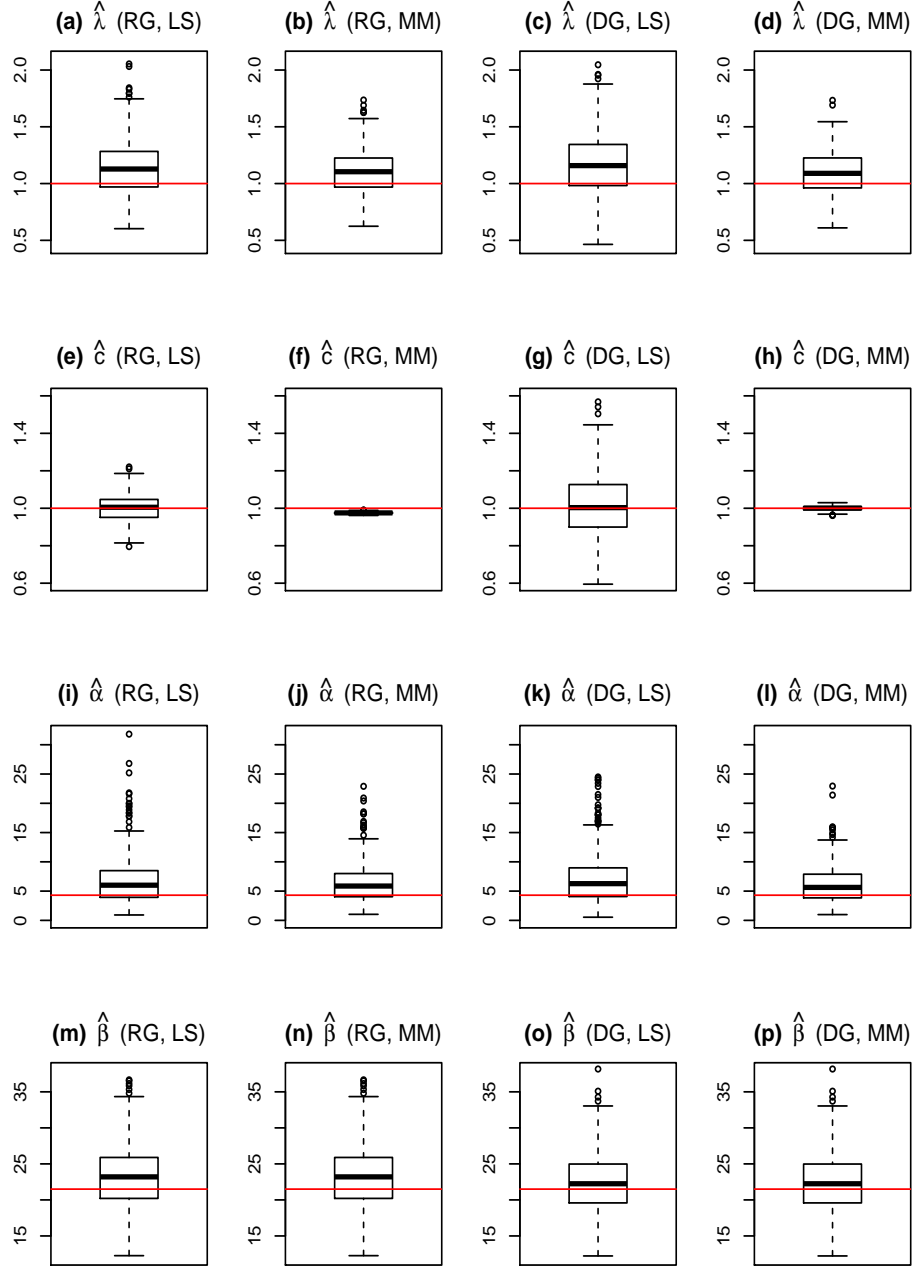 (a) λ̂ (RG, LS)
(b) λ̂ (RG, MM)
(c) λ̂ (DG, LS)
(d) λ̂ (DG, MM)
0.5 1.0 1.5 2.0
0.5 1.0 1.5 2.0
0.5 1.0 1.5 2.0
0.5 1.0 1.5 2.0
(e) ĉ (RG, LS)
(f) ĉ (RG, MM)
(g) ĉ (DG, LS)
(h) ĉ (DG, MM)
0.6 1.0 1.4
0.6 1.0 1.4
0.6 1.0 1.4
0.6 1.0 1.4
(i) α̂ (RG, LS)
(j) α̂ (RG, MM)
(k) α̂ (DG, LS)
(l) α̂ (DG, MM)
0 5 15 25
0 5 15 25
0 5 15 25
0 5 15 25
(m) β̂ (RG, LS)
(n) β̂ (RG, MM)
(o) β̂ (DG, LS)
(p) β̂ (DG, MM)
15 25 35
15 25 35
15 25 35
15 25 35